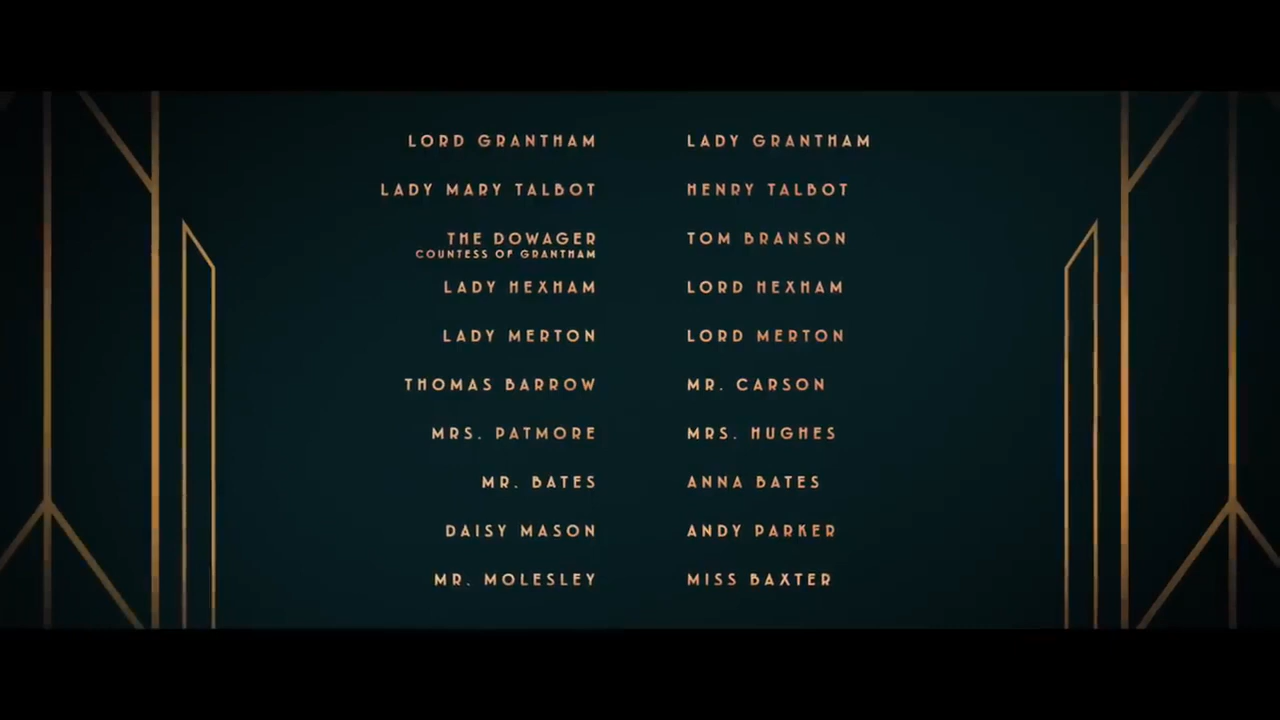 LORD GRANTHAM LADY GRANTHAM
LADY MARY TALBOT HENRY TALBOT
THE DOWAGER TOM BRANSON
COUNTESS OF GRANTHAM
LADY HEXHAM LORD HEXHAM
LADY MERTON LORD MERTON
THOMAS BARROW MR. CARSON
MRS. PATMORE MRS. HUGHES
MR. BATES ANNA BATES
DAISY MASON ANDY PARKER
MR. MOLESLEY MISS BAXTER